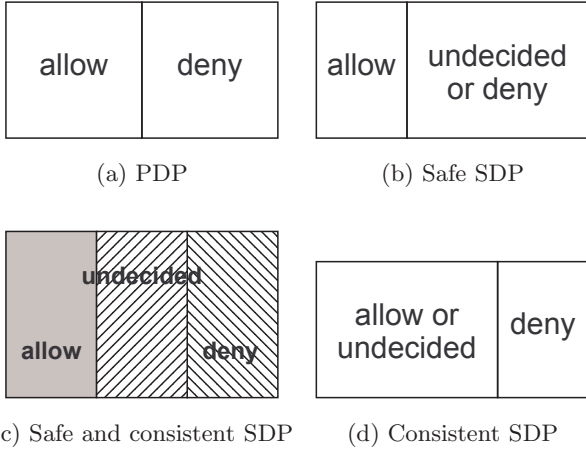 allow
deny
allow
undecided
or deny
(a) PDP
(b) Safe SDP
undecided
allow
deny
allow or
undecided
deny
c) Safe and consistent SDP
(d) Consistent SDP